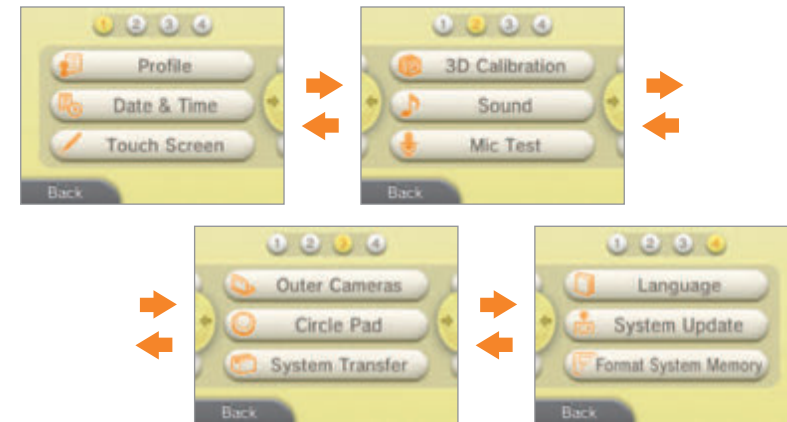 1 2 3 4
Profile
Date & Time
Touch Screen
Back
1 2 3 4
3D Calibration
Sound
Mic Test
Back
1 2 3 4
Outer Cameras
Circle Pad
System Transfer
Back
1 2 3 4
Language
System Update
Format System Memory
Back